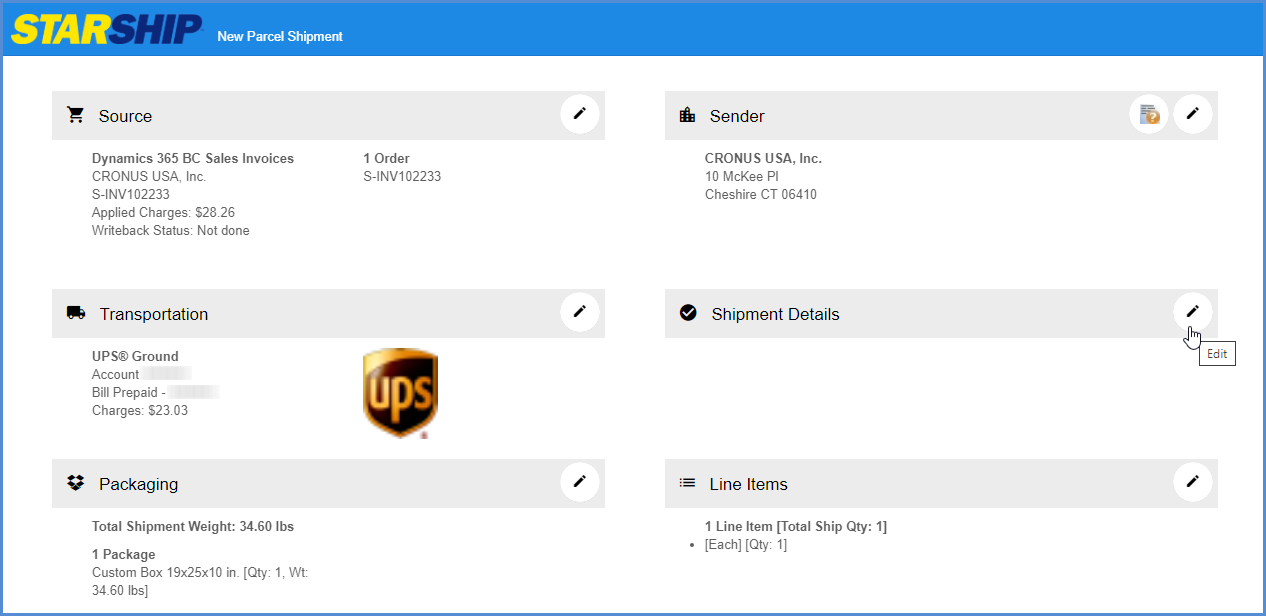 STARSHIP New Parcel Shipment
Source
Dynamics 365 BC Sales Invoices
CRONUS USA, Inc.
S-INV102233
Applied Charges: $28.26
Writeback Status: Not done
1 Order
S-INV102233
Sender
CRONUS USA, Inc.
10 McKee Pl
Cheshire CT 06410
Transportation
UPS® Ground
Account
Bill Prepaid -
Charges: $23.03
ups
Shipment Details
Edit
Packaging
Total Shipment Weight: 34.60 lbs
1 Package
Custom Box 19x25x10 in. [Qty: 1, Wt:
34.60 lbs]
Line Items
1 Line Item [Total Ship Qty: 1]
• [Each] [Qty: 1]